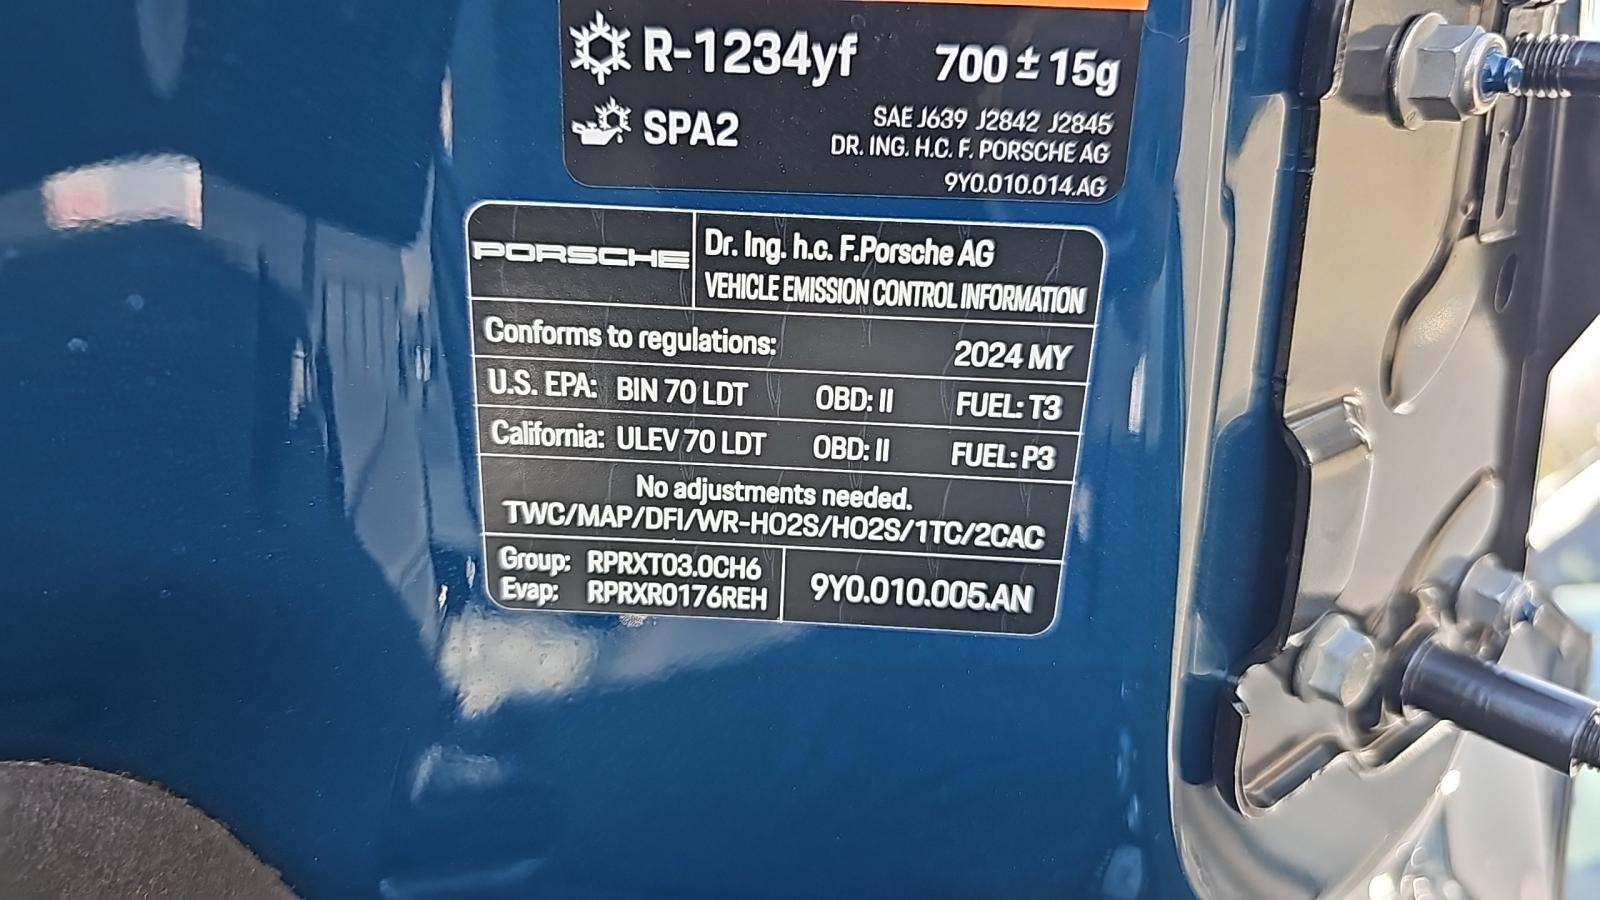 R-1234yf 700 ± 15g
SPA2
SAE J639 J2842 J2845
DR. ING. H.C. F. PORSCHE AG
9Y0.010.014.AG
PORSCHE
Dr. Ing. h.c. F.Porsche AG
VEHICLE EMISSION CONTROL INFORMATION
Conforms to regulations: 2024 MY
U.S. EPA: BIN 70 LDT OBD: II FUEL: T3
California: ULEV 70 LDT OBD: II FUEL: P3
No adjustments needed.
TWC/MAP/DFI/WR-HO2S/HO2S/1TC/2CAC
Group: RPRXT03.0CH6
Evap: RPRXR0176REH
9Y0.010.005.AN